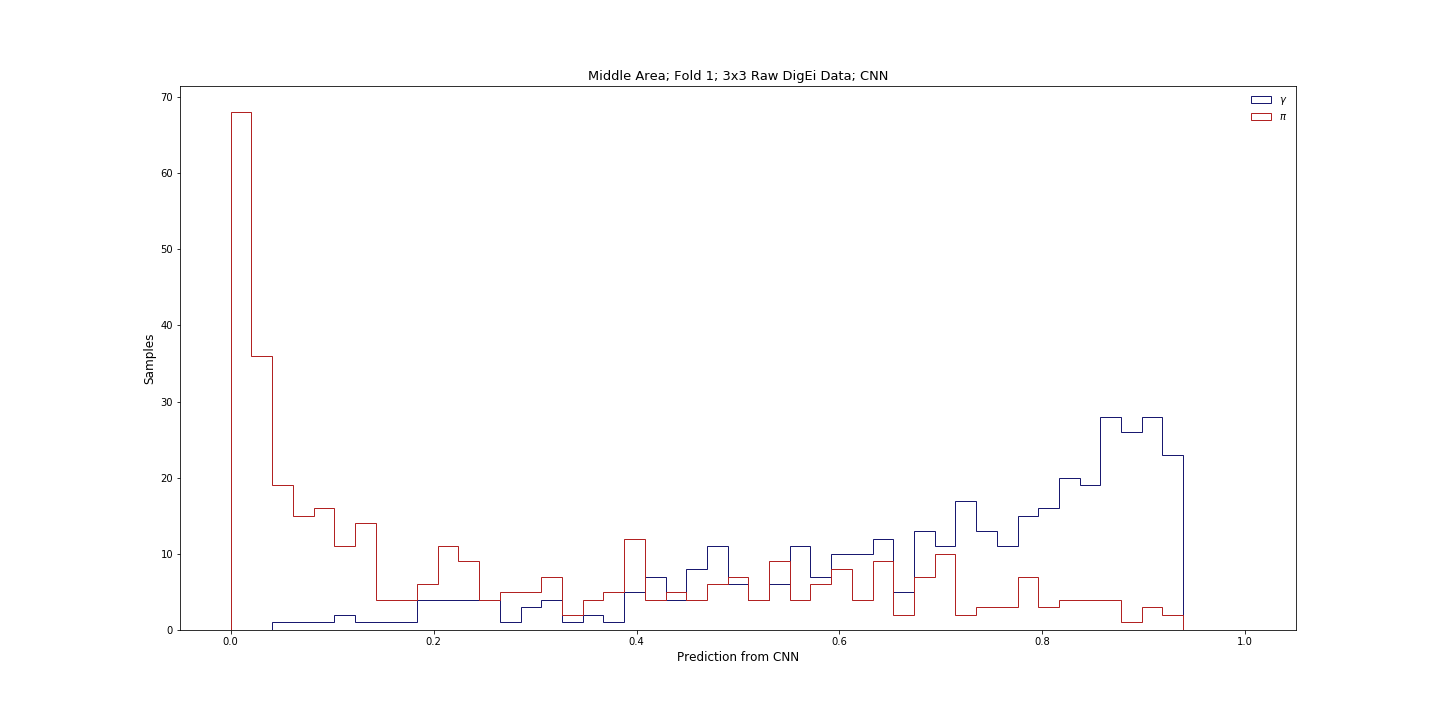 Middle Area; Fold 1; 3x3 Raw DigEi Data; CNN
70
60
50
40
30
20
10
0
Samples
γ
π
0.0 0.2 0.4 0.6 0.8 1.0
Prediction from CNN